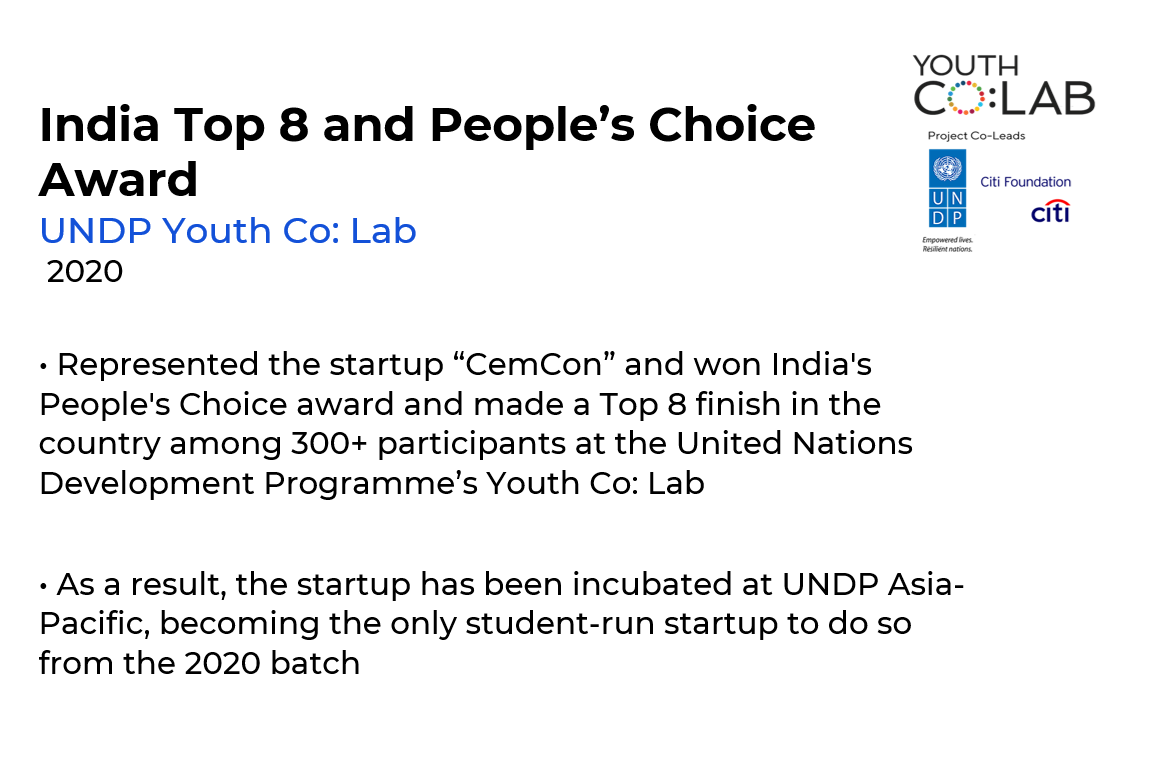 YOUTH
CO:LAB
Project Co-Leads
India Top 8 and People’s Choice
Award
UN
DP
Citi Foundation
citi
Empowered lives.
Resilient nations.
UNDP Youth Co: Lab
2020
• Represented the startup “CemCon” and won India's
People's Choice award and made a Top 8 finish in the
country among 300+ participants at the United Nations
Development Programme’s Youth Co: Lab
• As a result, the startup has been incubated at UNDP Asia-
Pacific, becoming the only student-run startup to do so
from the 2020 batch